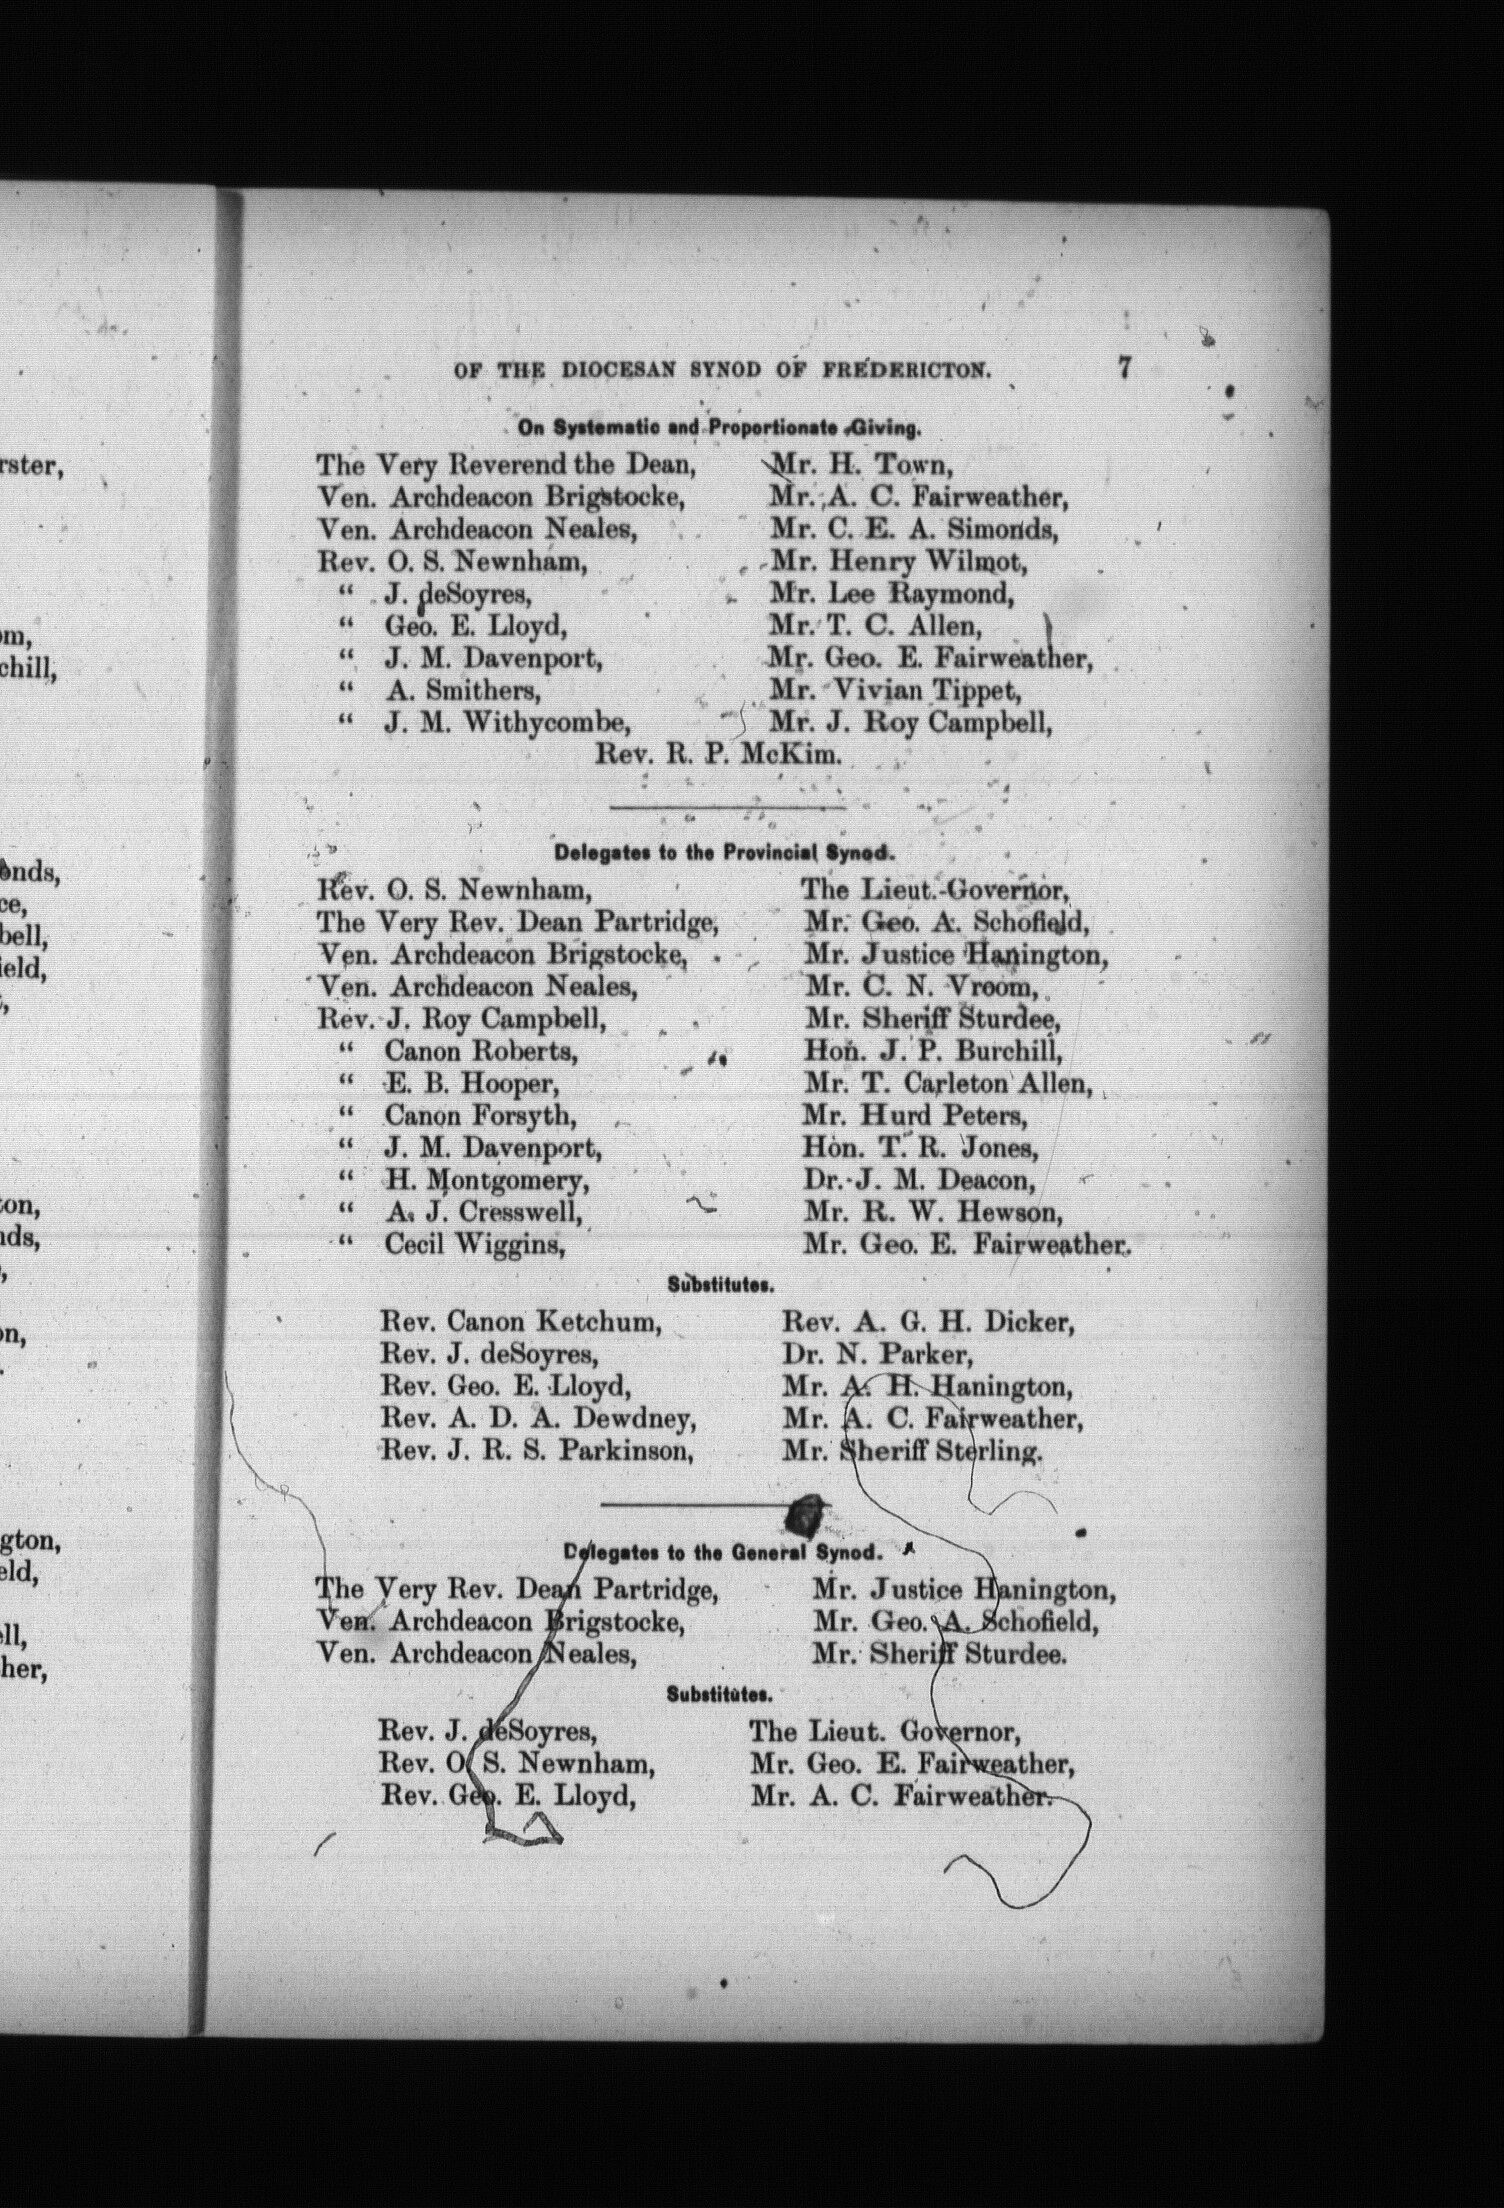 OF THE DIOCESAN SYNOD OF FREDERICTON. 7
On Systematic and Proportionate Giving.
The Very Reverend the Dean, Mr. H. Town,
Ven. Archdeacon Brigstocke, Mr. A. C. Fairweather,
Ven. Archdeacon Neales, Mr. C. E. A. Simonds,
Rev. O. S. Newnham, Mr. Henry Wilmot,
“ J. deSoyres, Mr. Lee Raymond,
“ Geo. E. Lloyd, Mr. T. C. Allen,
“ J. M. Davenport, Mr. Geo. E. Fairweather,
“ A. Smithers, Mr. Vivian Tippet,
“ J. M. Withycombe, Mr. J. Roy Campbell,
Rev. R. P. McKim.
Delegates to the Provincial Synod.
Rev. O. S. Newnham, The Lieut.-Governor,
The Very Rev. Dean Partridge, Mr. Geo. A. Schofield,
Ven. Archdeacon Brigstocke, Mr. Justice Hanington,
Ven. Archdeacon Neales, Mr. C. N. Vroom,
Rev. J. Roy Campbell, Mr. Sheriff Sturdee,
“ Canon Roberts, Hon. J. P. Burchill,
“ E. B. Hooper, Mr. T. Carleton Allen,
“ Canon Forsyth, Mr. Hurd Peters,
“ J. M. Davenport, Hon. T. R. Jones,
“ H. Montgomery, Dr. J. M. Deacon,
“ A. J. Cresswell, Mr. R. W. Hewson,
“ Cecil Wiggins, Mr. Geo. E. Fairweather.
Substitutes.
Rev. Canon Ketchum, Rev. A. G. H. Dicker,
Rev. J. deSoyres, Dr. N. Parker,
Rev. Geo. E. Lloyd, Mr. A. H. Hanington,
Rev. A. D. A. Dewdney, Mr. A. C. Fairweather,
Rev. J. R. S. Parkinson, Mr. Sheriff Sterling.
Delegates to the General Synod.
The Very Rev. Dean Partridge, Mr. Justice Hanington,
Ven. Archdeacon Brigstocke, Mr. Geo. A. Schofield,
Ven. Archdeacon Neales, Mr. Sheriff Sturdee.
Substitutes.
Rev. J. deSoyres, The Lieut. Governor,
Rev. O. S. Newnham, Mr. Geo. E. Fairweather,
Rev. Geo. E. Lloyd, Mr. A. C. Fairweather.